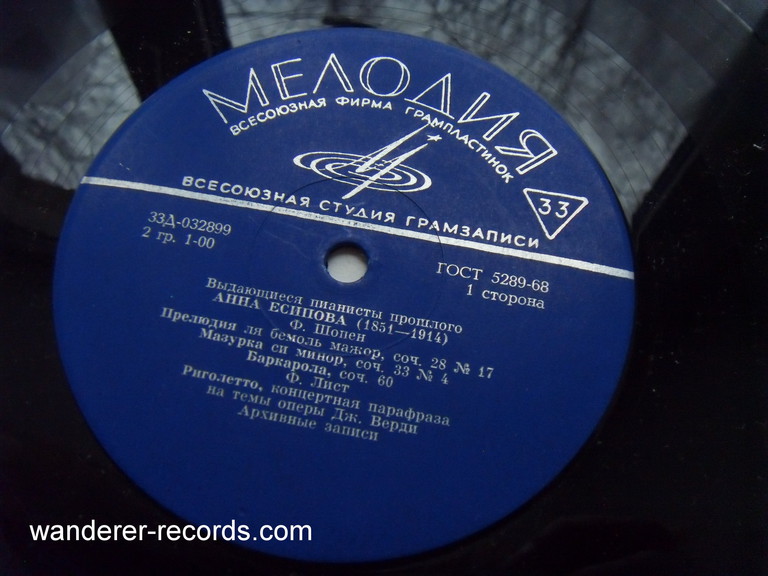 МЕЛОДИЯ
ВСЕСОЮЗНАЯ ФИРМА ГРАМПЛАСТИНОК
33
ВСЕСОЮЗНАЯ СТУДИЯ ГРАМЗАПИСИ
33Д-032899
2 гр. 1-00
ГОСТ 5289-68
1 сторона
Выдающиеся пианисты прошлого
АННА ЕСИПОВА (1851—1914)
Ф. Шопен
Прелюдия ля бемоль мажор, соч. 28 № 17
Мазурка си минор, соч. 33 № 4
Баркарола, соч. 60
Ф. Лист
Риголетто, концертная парафраза
на темы оперы Дж. Верди
Архивные записи
wanderer-records.com